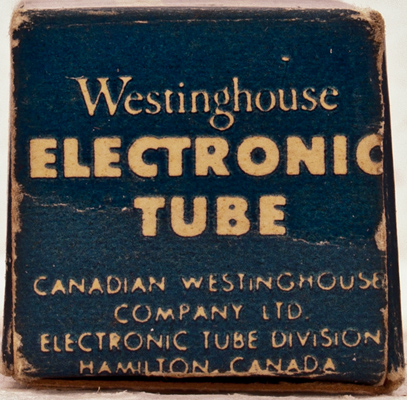 Westinghouse
ELECTRONIC
TUBE
CANADIAN WESTINGHOUSE
COMPANY LTD.
ELECTRONIC TUBE DIVISION
HAMILTON, CANADA